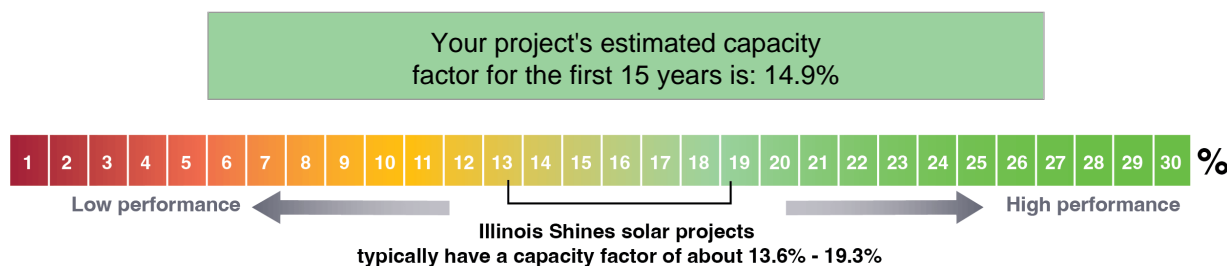 Your project's estimated capacity
factor for the first 15 years is: 14.9%
1 2 3 4 5 6 7 8 9 10 11 12 13 14 15 16 17 18 19 20 21 22 23 24 25 26 27 28 29 30 %
Low performance High performance
Illinois Shines solar projects
typically have a capacity factor of about 13.6% - 19.3%